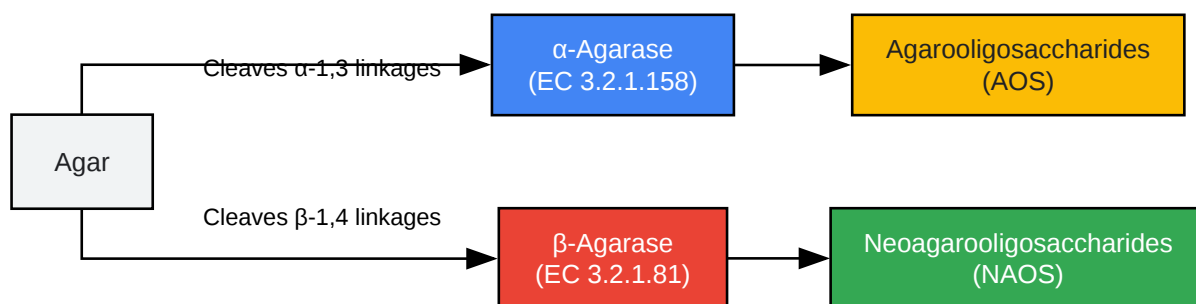 Cleaves α-1,3 linkages
α-Agarase
(EC 3.2.1.158)
Agarooligosaccharides
(AOS)
Agar
Cleaves β-1,4 linkages
β-Agarase
(EC 3.2.1.81)
Neoagarooligosaccharides
(NAOS)